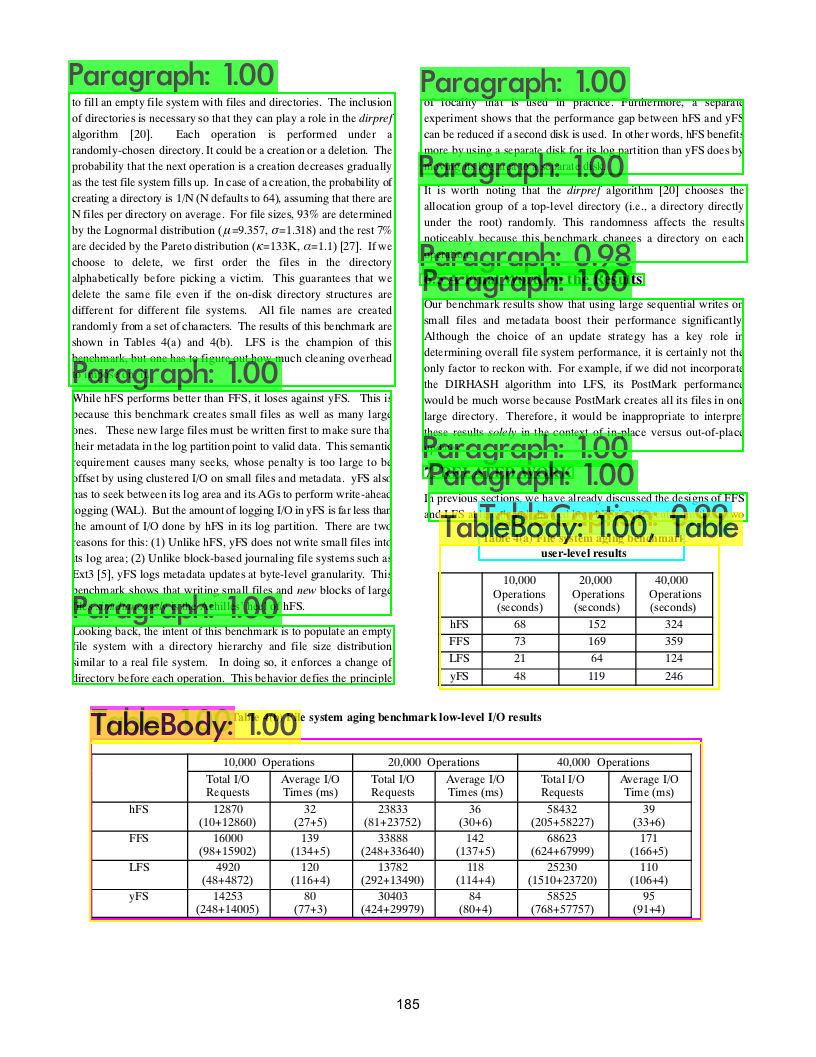 Paragraph: 1.00
to fill an empty file system with files and directories. The inclusion
of directories is necessary so that they can play a role in the dirpref
algorithm [20]. Each operation is performed under a
randomly-chosen directory. It could be a creation or a deletion. The
probability that the next operation is a creation decreases gradually
as the test file system fills up. In case of a creation, the probability of
creating a directory is 1/N (N defaults to 64), assuming that there are
N files per directory on average. For file sizes, 93% are determined
by the Lognormal distribution (μ=9.357, σ=1.318) and the rest 7%
are decided by the Pareto distribution (κ=133K, α=1.1) [27]. If we
choose to delete, we first order the files in the directory
alphabetically before picking a victim. This guarantees that we
delete the same file even if the on-disk directory structures are
different for different file systems. All file names are created
randomly from a set of characters. The results of this benchmark are
shown in Tables 4(a) and 4(b). LFS is the champion of this
benchmark, but one has to figure out how much cleaning overhead
Paragraph: 1.00
While hFS performs better than FFS, it loses against yFS. This is
because this benchmark creates small files as well as many large
ones. These new large files must be written first to make sure that
their metadata in the log partition point to valid data. This semantic
requirement causes many seeks, whose penalty is too large to be
offset by using clustered I/O on small files and metadata. yFS also
has to seek between its log area and its AGs to perform write-ahead
logging (WAL). But the amount of logging I/O in yFS is far less than
the amount of I/O done by hFS in its log partition. There are two
reasons for this: (1) Unlike hFS, yFS does not write small files into
its log area; (2) Unlike block-based journaling file systems such as
Ext3 [5], yFS logs metadata updates at byte-level granularity. This
benchmark shows that writing small files and new blocks of large
hFS.
Paragraph: 1.00
Looking back, the intent of this benchmark is to populate an empty
file system with a directory hierarchy and file size distribution
similar to a real file system. In doing so, it enforces a change of
directory before each operation. This behavior defies the principle
Paragraph: 1.00
of locality that is used in practice. Furthermore, a separate
experiment shows that the performance gap between hFS and yFS
can be reduced if a second disk is used. In other words, hFS benefits
more by using a separate disk for its log partition than yFS does by
Paragraph: 1.00
It is worth noting that the dirpref algorithm [20] chooses the
allocation group of a top-level directory (i.e., a directory directly
under the root) randomly. This randomness affects the results
noticeably because this benchmark changes a directory on each
Paragraph: 0.98
Paragraph: 1.00
Results
Our benchmark results show that using large sequential writes on
small files and metadata boost their performance significantly.
Although the choice of an update strategy has a key role in
determining overall file system performance, it is certainly not the
only factor to reckon with. For example, if we did not incorporate
the DIRHASH algorithm into LFS, its PostMark performance
would be much worse because PostMark creates all its files in one
large directory. Therefore, it would be inappropriate to interpret
these results solely in the context of in-place versus out-of-place
Paragraph: 1.00
Paragraph: 1.00
In previous sections, we have already discussed the designs of FFS
TableBody: 1.00, Table
Table 4(a) File system aging benchmark
user-level results
10,000 Operations (seconds) 20,000 Operations (seconds) 40,000 Operations (seconds)
hFS 68 152 324
FFS 73 169 359
LFS 21 64 124
yFS 48 119 246
file system aging benchmark low-level I/O results
TableBody: 1.00
10,000 Operations 20,000 Operations 40,000 Operations
Total I/O Average I/O Total I/O Average I/O Total I/O Average I/O
Requests Times (ms) Requests Times (ms) Requests Time (ms)
hFS 12870 32 23833 36 58432 39
(10+12860) (27+5) (81+23752) (30+6) (205+58227) (33+6)
FFS 16000 139 33888 142 68623 171
(98+15902) (134+5) (248+33640) (137+5) (624+67999) (166+5)
LFS 4920 120 13782 118 25230 110
(48+4872) (116+4) (292+13490) (114+4) (1510+23720) (106+4)
yFS 14253 80 30403 84 58525 95
(248+14005) (77+3) (424+29979) (80+4) (768+57757) (91+4)
185